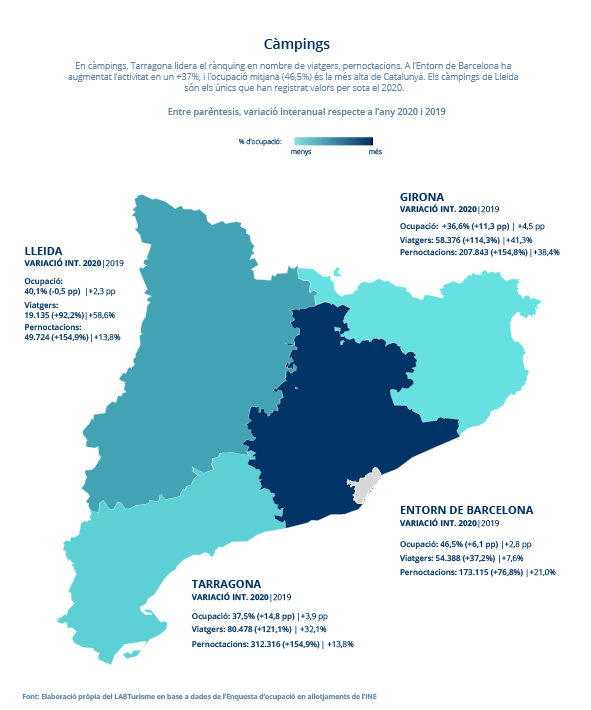 Càmpings
En càmpings, Tarragona lidera el rànquing en nombre de viatgers, pernoctacions. A l'Entorn de Barcelona ha
augmentat l'activitat en un +37%, i l'ocupació mitjana (46,5%) és la més alta de Catalunya. Els càmpings de Lleida
són els únics que han registrat valors per sota el 2020.
Entre parèntesis, variació interanual respecte a l'any 2020 i 2019
% d'ocupació:
menys més
GIRONA
VARIACIÓ INT. 2020|2019
Ocupació: +36,6% (+11,3 pp) | +4,5 pp
Viatgers: 58.376 (+114,3%) |+41,3%
Pernoctacions: 207.843 (+154,8%) |+38,4%
LLEIDA
VARIACIÓ INT. 2020|2019
Ocupació:
40,1% (-0,5 pp) |+2,3 pp
Viatgers:
19.135 (+92,2%)|+58,6%
Pernoctacions:
49.724 (+154,9%) |+13,8%
ENTORN DE BARCELONA
VARIACIÓ INT. 2020|2019
Ocupació: 46,5% (+6,1 pp) |+2,8 pp
Viatgers: 54.388 (+37,2%) |+7,6%
Pernoctacions: 173.115 (+76,8%) |+21,0%
TARRAGONA
VARIACIÓ INT. 2020|2019
Ocupació: 37,5% (+14,8 pp) |+3,9 pp
Viatgers: 80.478 (+121,1%) | +32,1%
Pernoctacions: 312.316 (+154,9%) | +13,8%
Font: Elaboració pròpia del LABTurisme en base a dades de l'Enquesta d'ocupació en allotjaments de l'INE